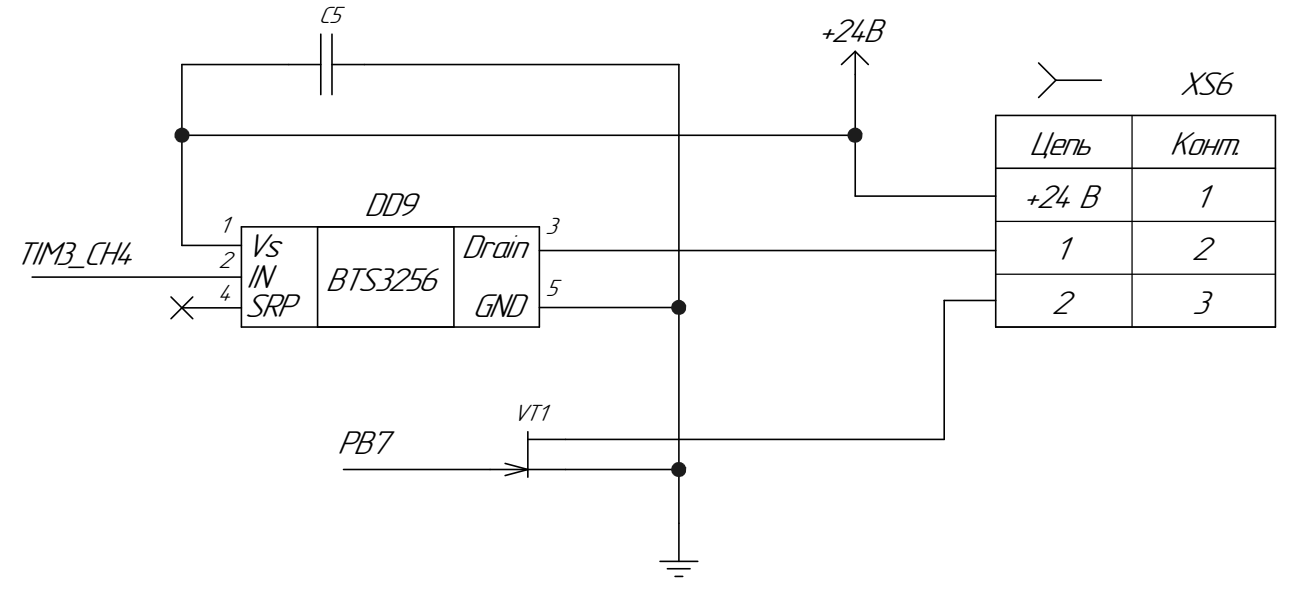 C5
+24В
XS6
Цепь Конт.
+24 В 1
1 2
2 3
DD9
TIM3_CH4
1 Vs
2 IN
4 SRP
BTS3256
Drain 3
GND 5
VT1
PB7